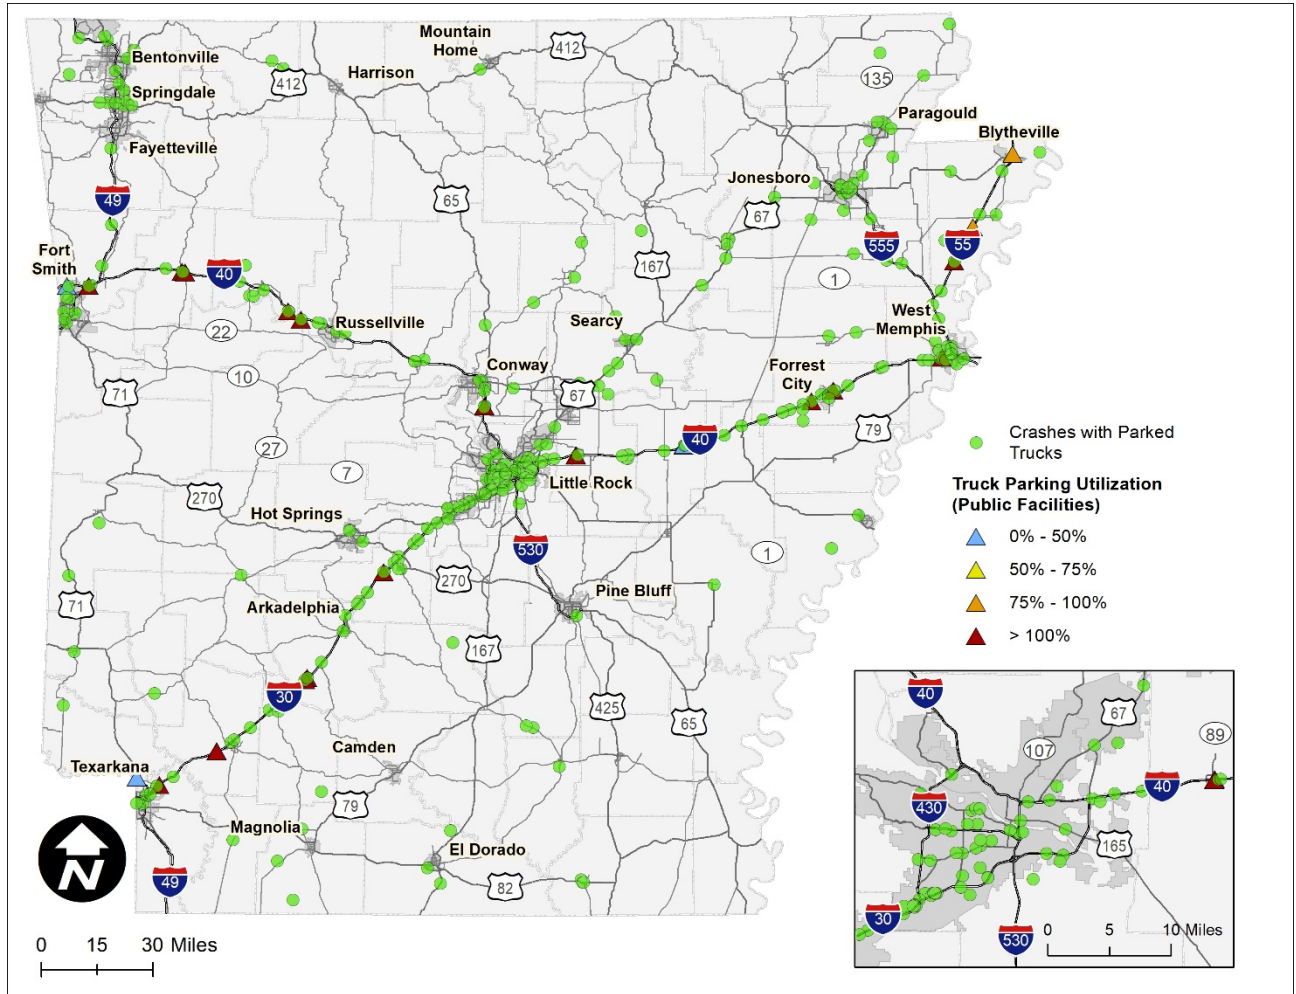 Mountain
Home
412
Bentonville
Harrison
412
135
Springdale
Paragould
Blytheville
Fayetteville
Jonesboro
49
65
67
Fort
Smith
555
55
40
167
1
22
Russellville
Searcy
West
Memphis
10
Conway
Forrest
City
71
67
79
40
27
7
Little Rock
270
Hot Springs
530
1
270
Pine Bluff
71
Arkadelphia
167
30
425
65
Texarkana
Camden
79
Magnolia
El Dorado
49
82
N
0 15 30 Miles
Crashes with Parked
Trucks
Truck Parking Utilization
(Public Facilities)
0% - 50%
50% - 75%
75% - 100%
> 100%
40
67
89
107
40
430
165
30
530
0 5 10 Miles